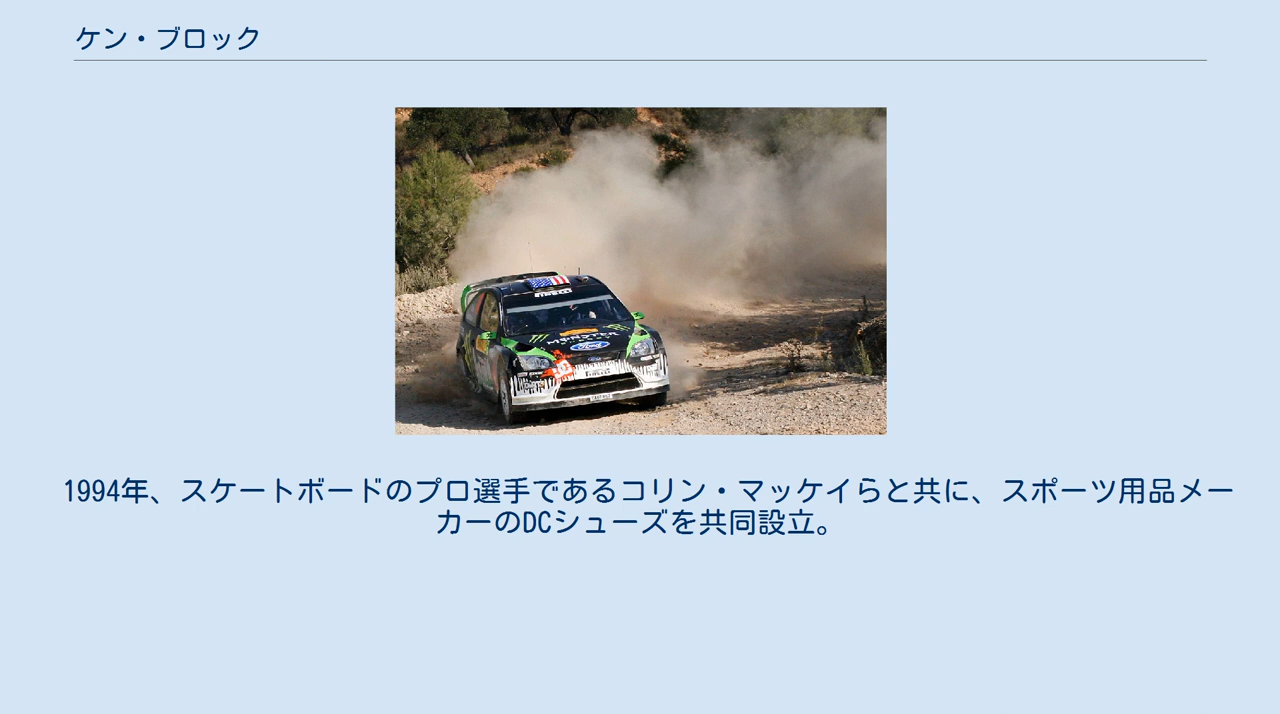 ケン・ブロック
PIRELLI
MONSTER
Ford
1994年、スケートボードのプロ選手であるコリン・マッケイらと共に、スポーツ用品メー
カーのDCシューズを共同設立。